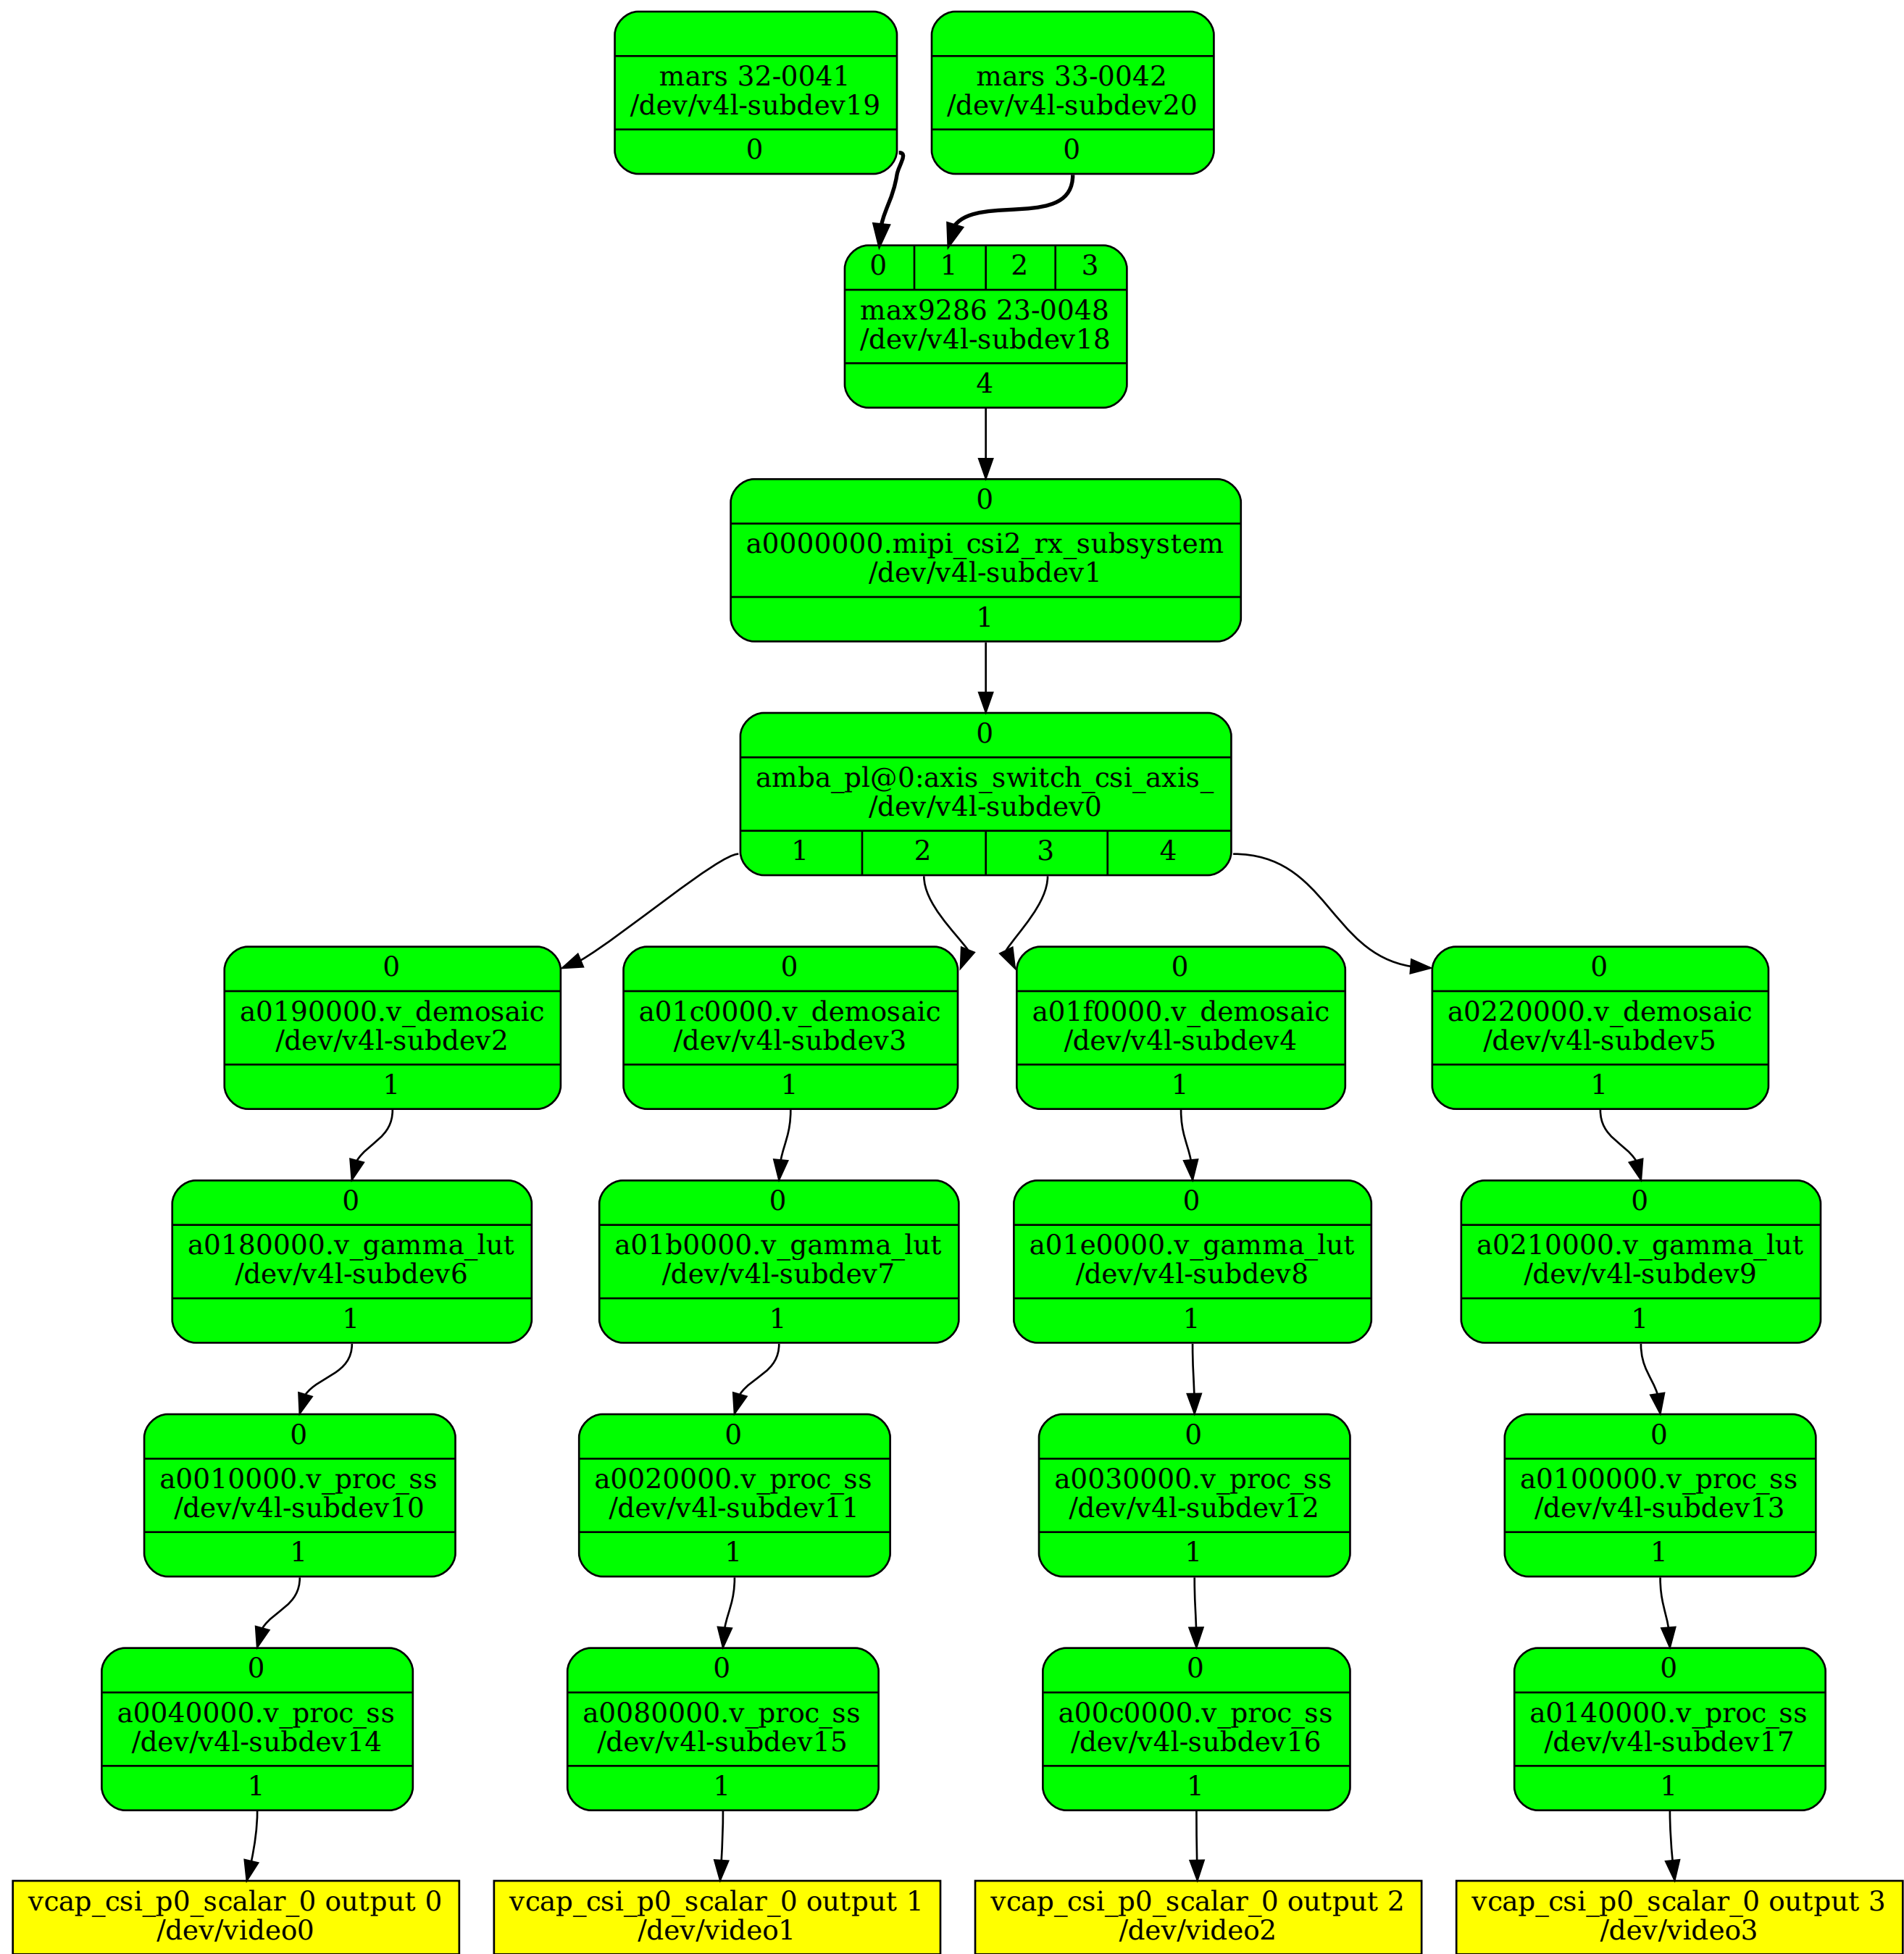 mars 32-0041
/dev/v4l-subdev19
0
mars 33-0042
/dev/v4l-subdev20
0
0 1 2 3
max9286 23-0048
/dev/v4l-subdev18
4
0
a0000000.mipi_csi2_rx_subsystem
/dev/v4l-subdev1
1
0
amba_pl@0:axis_switch_csi_axis_
/dev/v4l-subdev0
1 2 3 4
0
a0190000.v_demosaic
/dev/v4l-subdev2
1
0
a01c0000.v_demosaic
/dev/v4l-subdev3
1
0
a01f0000.v_demosaic
/dev/v4l-subdev4
1
0
a0220000.v_demosaic
/dev/v4l-subdev5
1
0
a0180000.v_gamma_lut
/dev/v4l-subdev6
1
0
a01b0000.v_gamma_lut
/dev/v4l-subdev7
1
0
a01e0000.v_gamma_lut
/dev/v4l-subdev8
1
0
a0210000.v_gamma_lut
/dev/v4l-subdev9
1
0
a0010000.v_proc_ss
/dev/v4l-subdev10
1
0
a0020000.v_proc_ss
/dev/v4l-subdev11
1
0
a0030000.v_proc_ss
/dev/v4l-subdev12
1
0
a0100000.v_proc_ss
/dev/v4l-subdev13
1
0
a0040000.v_proc_ss
/dev/v4l-subdev14
1
0
a0080000.v_proc_ss
/dev/v4l-subdev15
1
0
a00c0000.v_proc_ss
/dev/v4l-subdev16
1
0
a0140000.v_proc_ss
/dev/v4l-subdev17
1
vcap_csi_p0_scalar_0 output 0
/dev/video0
vcap_csi_p0_scalar_0 output 1
/dev/video1
vcap_csi_p0_scalar_0 output 2
/dev/video2
vcap_csi_p0_scalar_0 output 3
/dev/video3